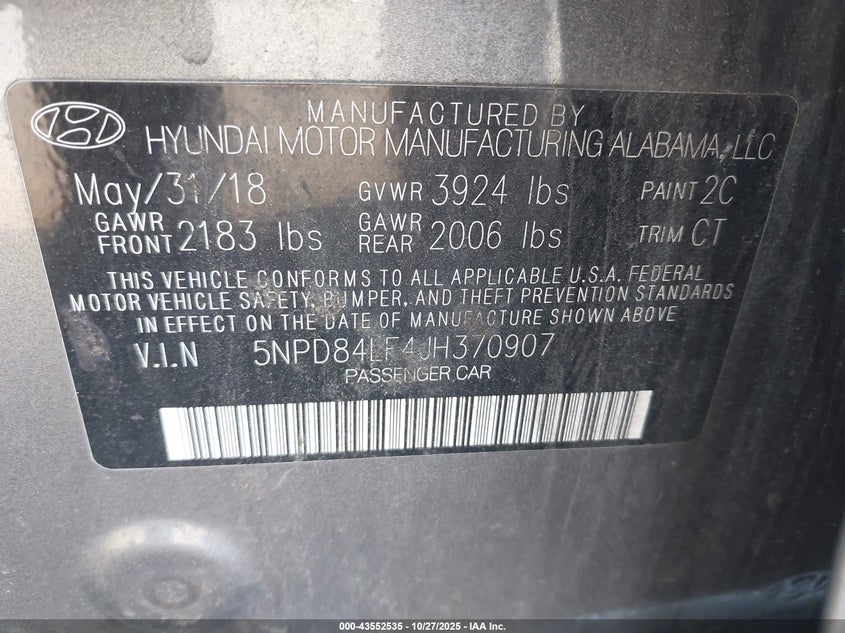 MANUFACTURED BY
HYUNDAI MOTOR MANUFACTURING ALABAMA, LLC
May/31/18 GVWR 3924 lbs PAINT 2C
GAWR FRONT 2183 lbs GAWR REAR 2006 lbs TRIM CT
THIS VEHICLE CONFORMS TO ALL APPLICABLE U.S.A. FEDERAL
MOTOR VEHICLE SAFETY, BUMPER, AND THEFT PREVENTION STANDARDS
IN EFFECT ON THE DATE OF MANUFACTURE SHOWN ABOVE
V.I.N 5NPD84LF4JH370907
PASSENGER CAR
000-43552535 - 10/27/2025 - IAA Inc.